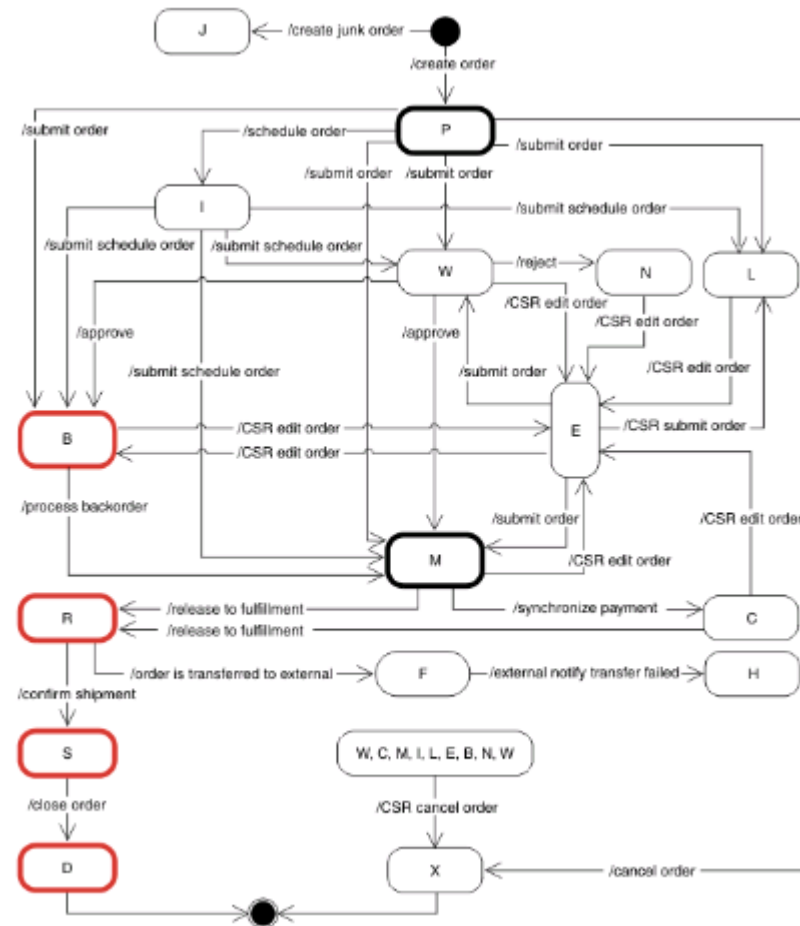 J
/create junk order
/create order
/submit order
/schedule order
P
/submit order
/submit order
/submit order
I
/submit schedule order
/submit schedule order
/submit schedule order
W
/reject
N
L
/CSR edit order
/CSR edit order
/approve
/approve
/submit schedule order
/submit order
/CSR edit order
B
/CSR edit order
E
/CSR submit order
/CSR edit order
/process backorder
/submit order
/CSR edit order
M
/CSR edit order
R
/release to fulfillment
/synchronize payment
C
/release to fulfillment
/order is transferred to external
F
/external notify transfer failed
H
/confirm shipment
S
W, C, M, I, L, E, B, N, W
/close order
/CSR cancel order
D
X
/cancel order